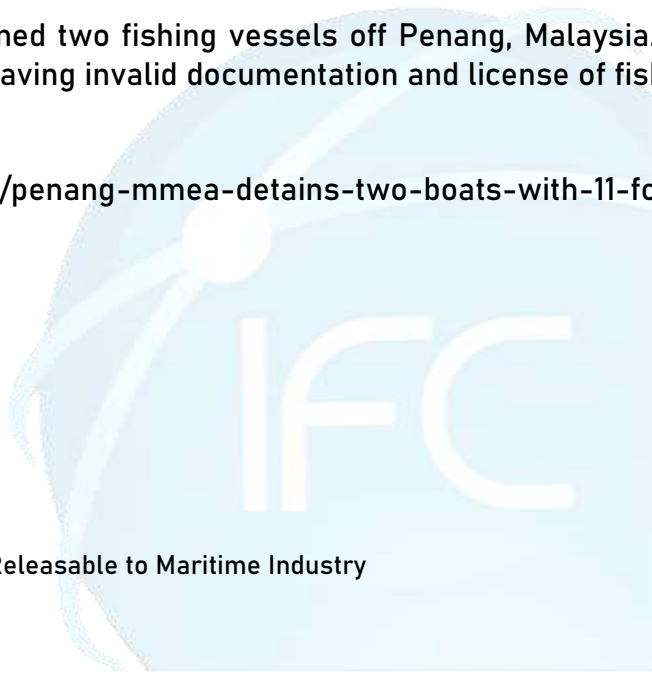 ned two fishing vessels off Penang, Malaysia.
aving invalid documentation and license of fish
/penang-mmea-detains-two-boats-with-11-fo
IFC
Releasable to Maritime Industry